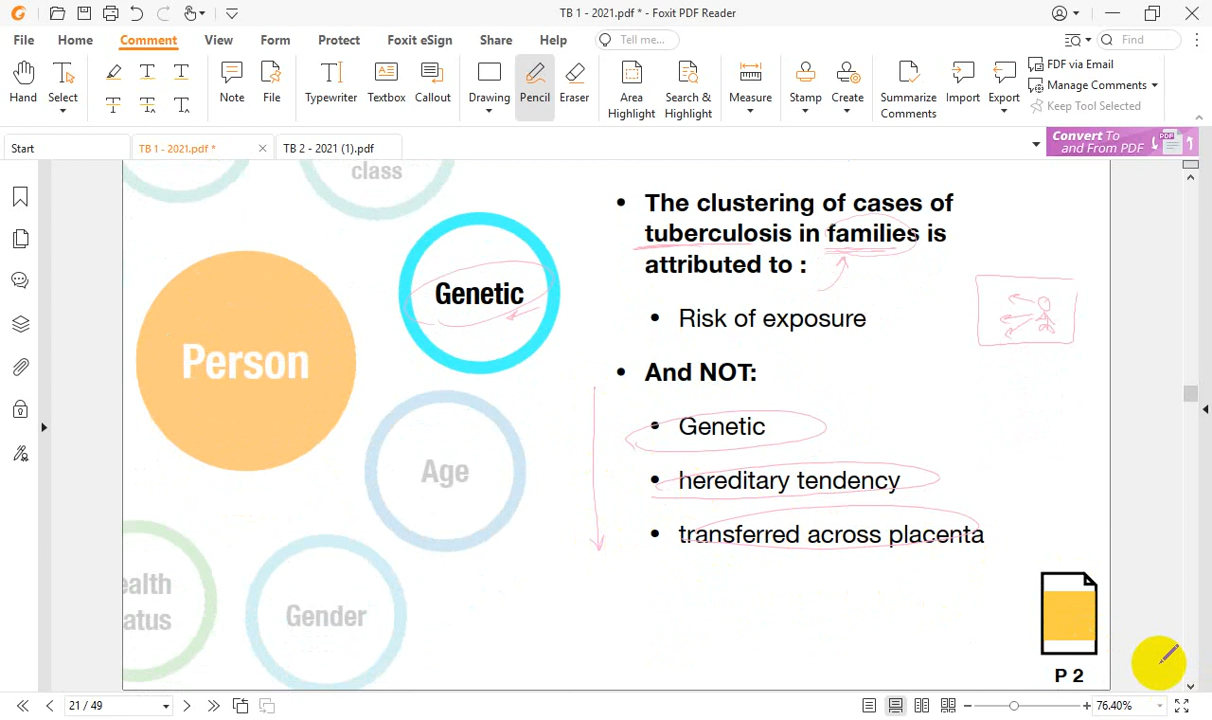 TB 1 - 2021.pdf * - Foxit PDF Reader
File Home Comment View Form Protect Foxit eSign Share Help Tell me... Find
Hand Select Note File Typewriter Textbox Callout Drawing Pencil Eraser Area Highlight Search & Highlight Measure Stamp Create Summarize Comments Import Export
PDF via Email
Manage Comments
Keep Tool Selected
Start TB 1 - 2021.pdf * TB 2 - 2021 (1).pdf
Convert To
and From PDF
PDF
class
Genetic
Person
Age
ealth
atus
Gender
• The clustering of cases of
tuberculosis in families is
attributed to :
• Risk of exposure
• And NOT:
• Genetic
• hereditary tendency
• transferred across placenta
P 2
21 / 49
76.40%